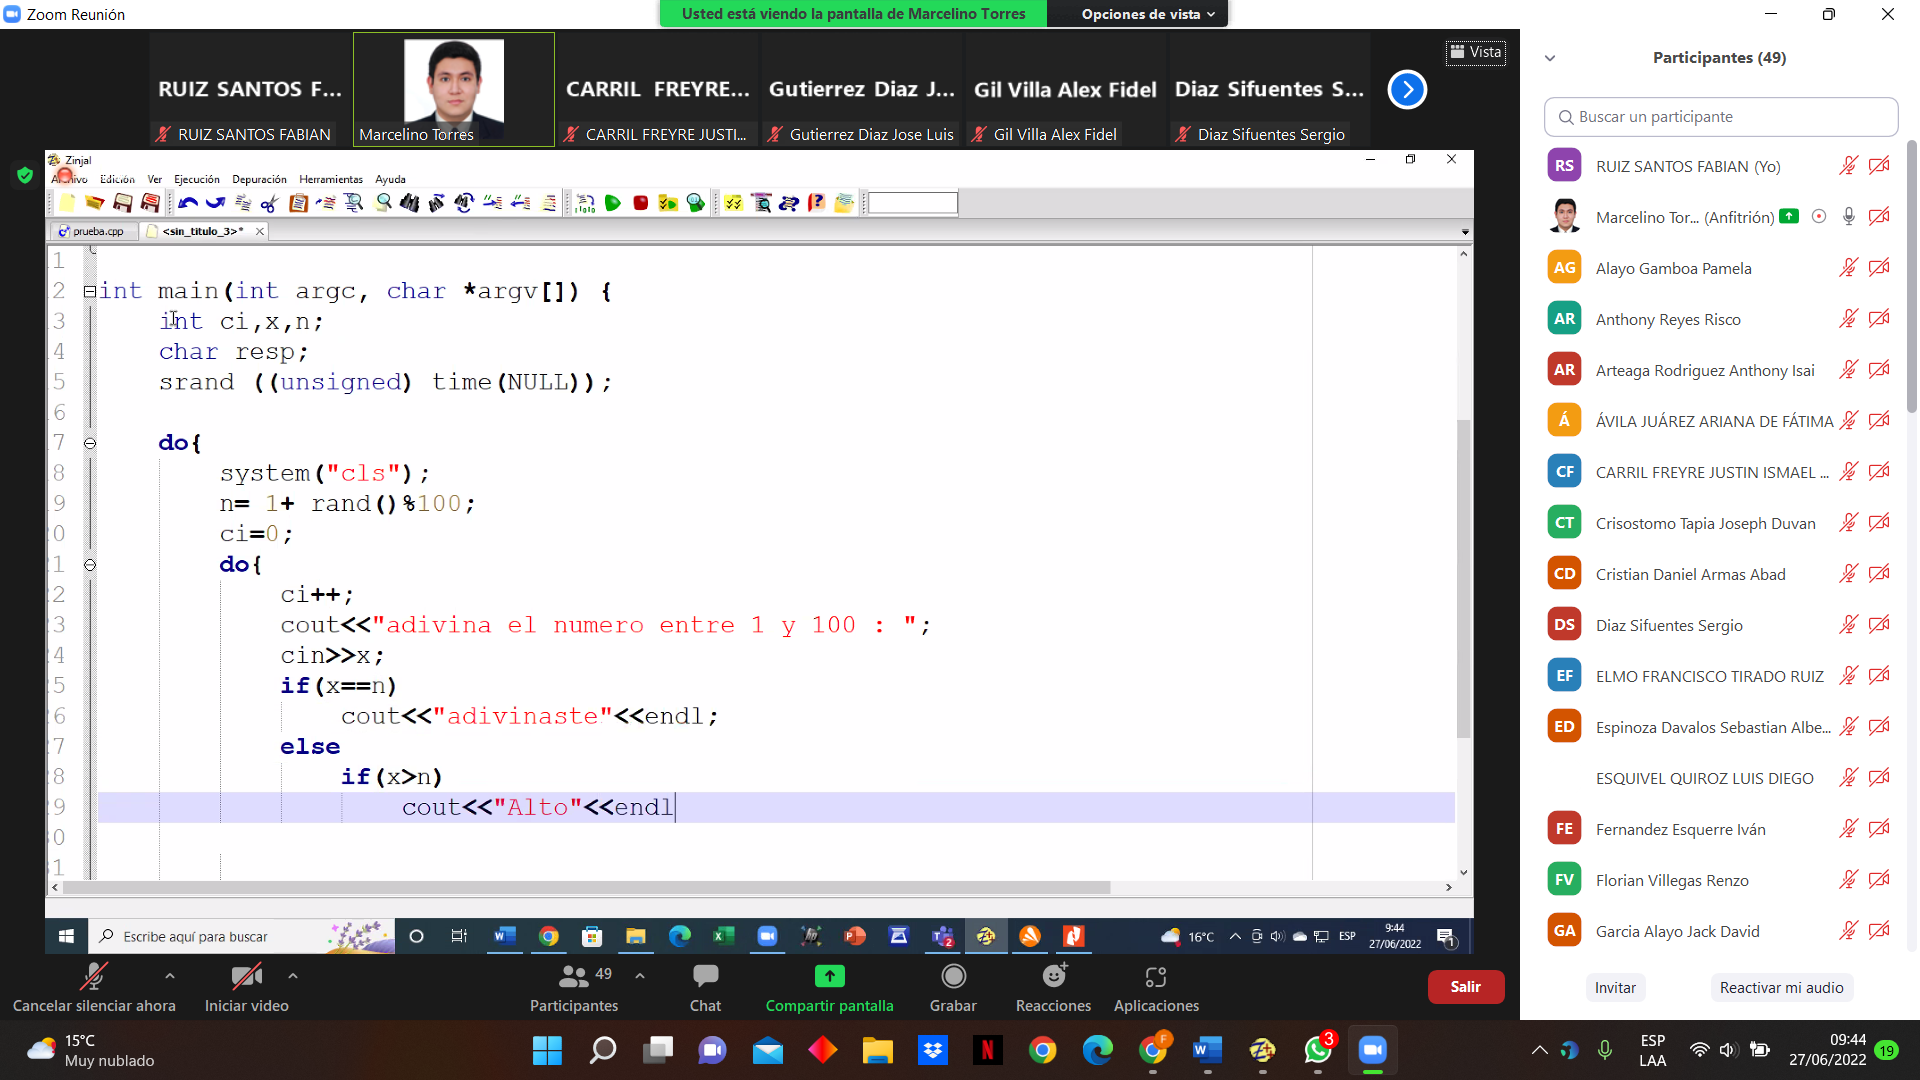 Zoom Reunión
Usted está viendo la pantalla de Marcelino Torres
Opciones de vista
RUIZ SANTOS F...
CARRIL FREYRE...
Gutierrez Diaz J...
Gil Villa Alex Fidel
Diaz Sifuentes S...
Vista
RUIZ SANTOS FABIAN
Marcelino Torres
CARRIL FREYRE JUSTI...
Gutierrez Diaz Jose Luis
Gil Villa Alex Fidel
Diaz Sifuentes Sergio
Zinjal
Edición Ver Ejecución Depuración Herramientas Ayuda
prueba.cpp
<sin_titulo_3>*
1
2 int main(int argc, char *argv[]) {
3 int ci,x,n;
4 char resp;
5 srand ((unsigned) time(NULL));
6
7 do{
8 system("cls");
9 n= 1+ rand()%100;
0 ci=0;
1 do{
2 ci++;
3 cout<<"adivina el numero entre 1 y 100 : ";
4 cin>>x;
5 if(x==n)
6 cout<<"adivinaste"<<endl;
7 else
8 if(x>n)
9 cout<<"Alto"<<endl
0
1
Escribe aquí para buscar
16°C
ESP
9:44
27/06/2022
Participantes (49)
Buscar un participante
RS RUIZ SANTOS FABIAN (Yo)
Marcelino Tor... (Anfitrión)
AG Alayo Gamboa Pamela
AR Anthony Reyes Risco
AR Arteaga Rodriguez Anthony Isai
Á ÁVILA JUÁREZ ARIANA DE FÁTIMA
CF CARRIL FREYRE JUSTIN ISMAEL ...
CT Crisostomo Tapia Joseph Duvan
CD Cristian Daniel Armas Abad
DS Diaz Sifuentes Sergio
EF ELMO FRANCISCO TIRADO RUIZ
ED Espinoza Davalos Sebastian Albe...
ESQUIVEL QUIROZ LUIS DIEGO
FE Fernandez Esquerre Iván
FV Florian Villegas Renzo
GA Garcia Alayo Jack David
Invitar
Reactivar mi audio
Cancelar silenciar ahora
Iniciar video
Participantes
49
Chat
Compartir pantalla
Grabar
Reacciones
Aplicaciones
Salir
15°C
Muy nublado
3
ESP
LAA
09:44
27/06/2022
19